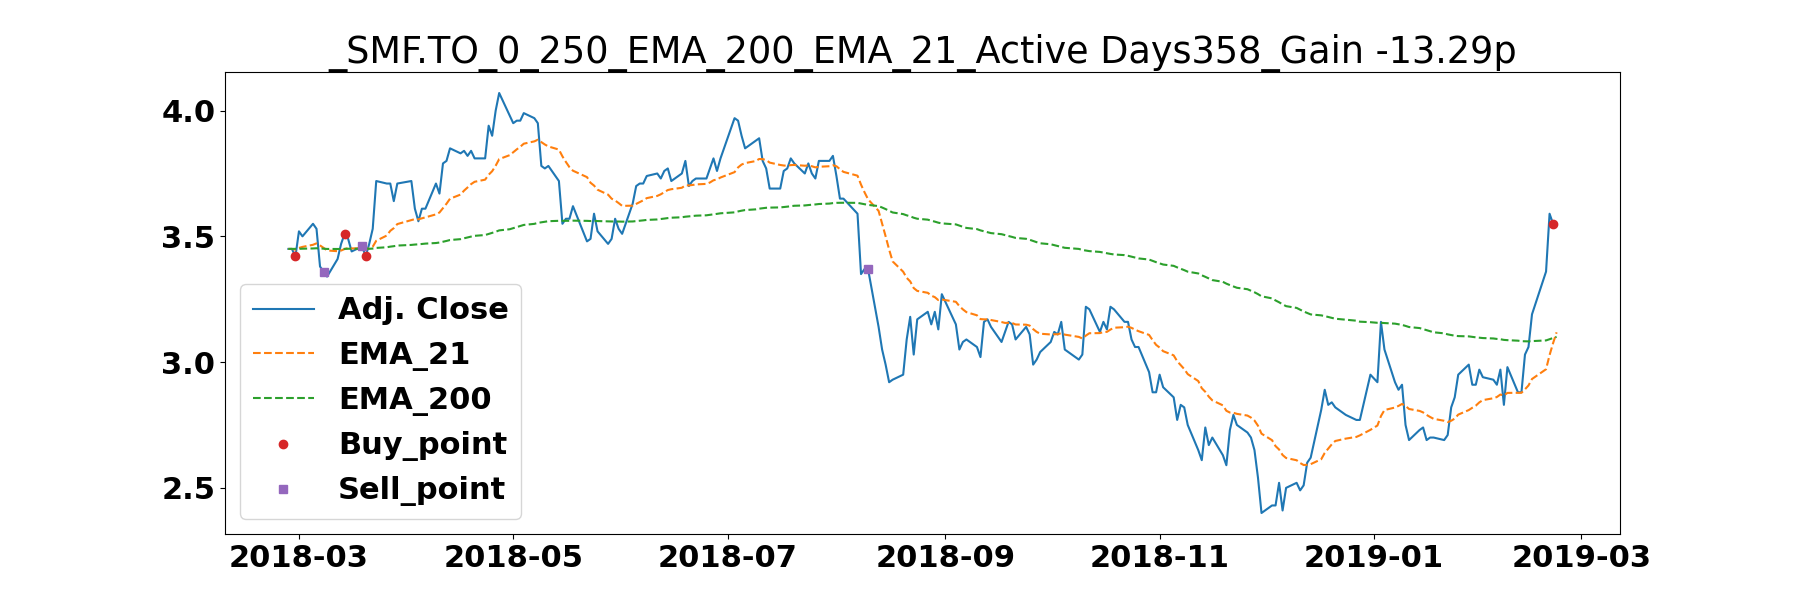 _SMF.TO_0_250_EMA_200_EMA_21_Active Days358_Gain -13.29p
4.0
3.5
3.0
2.5
Adj. Close
EMA_21
EMA_200
Buy_point
Sell_point
2018-03 2018-05 2018-07 2018-09 2018-11 2019-01 2019-03